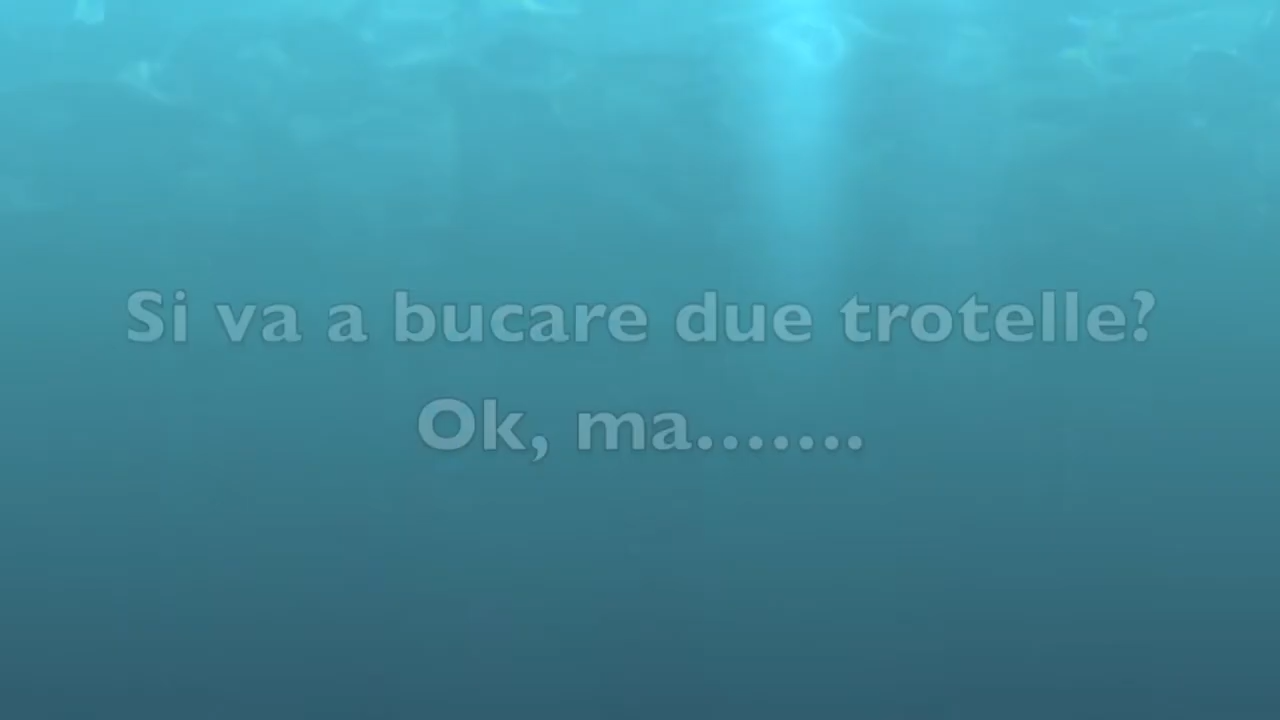 Si va a bucare due trotelle?
Ok, ma.......